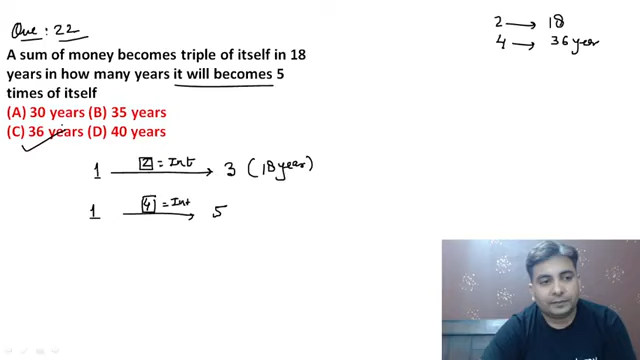 Que: 22
2 → 18
4 → 36 year
A sum of money becomes triple of itself in 18
years in how many years it will becomes 5
times of itself
(A) 30 years (B) 35 years
(C) 36 years (D) 40 years
1 2 = Int → 3 (18 year)
1 4 = Int → 5